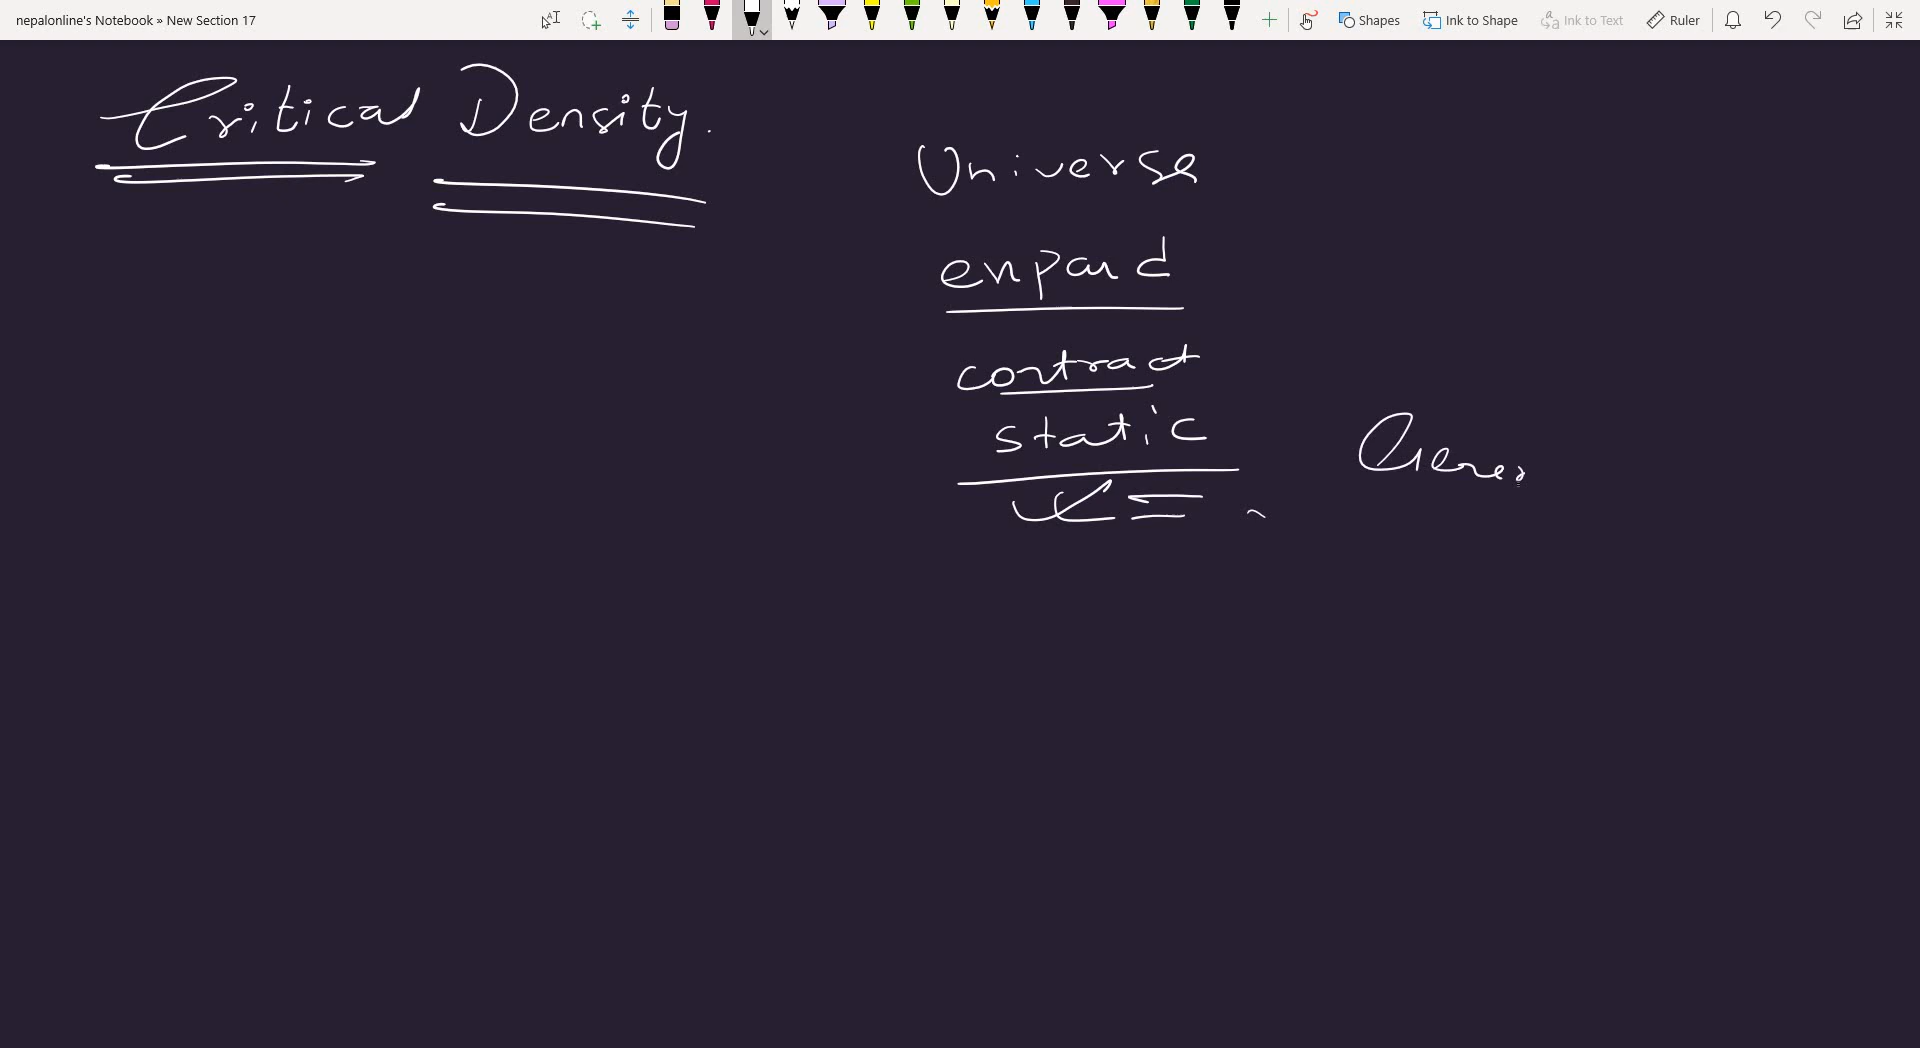 nepalonline's Notebook » New Section 17
Shapes
Ink to Shape
Ink to Text
Ruler
Critical Density.
Universe
expand
contract
static